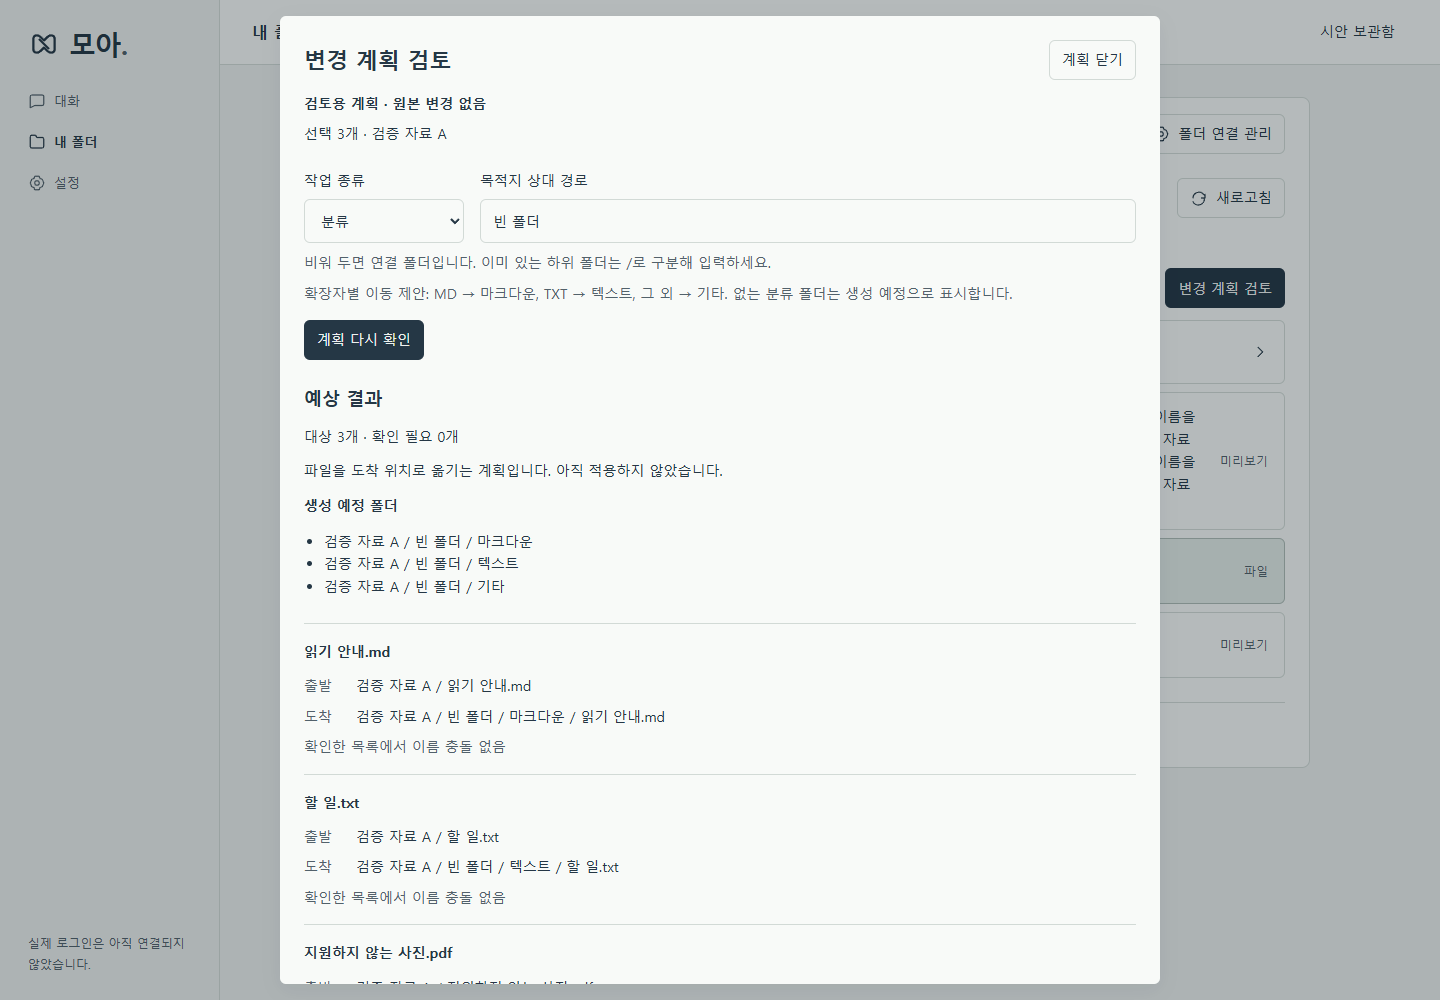 모아.
대화
내 폴더
설정
실제 로그인은 아직 연결되지
않았습니다.
내
시안 보관함
폴더 연결 관리
새로고침
변경 계획 검토
이름을
자료
이름을
자료
미리보기
파일
미리보기
변경 계획 검토
계획 닫기
검토용 계획 · 원본 변경 없음
선택 3개 · 검증 자료 A
작업 종류
목적지 상대 경로
분류
빈 폴더
비워 두면 연결 폴더입니다. 이미 있는 하위 폴더는 /로 구분해 입력하세요.
확장자별 이동 제안: MD → 마크다운, TXT → 텍스트, 그 외 → 기타. 없는 분류 폴더는 생성 예정으로 표시합니다.
계획 다시 확인
예상 결과
대상 3개 · 확인 필요 0개
파일을 도착 위치로 옮기는 계획입니다. 아직 적용하지 않았습니다.
생성 예정 폴더
• 검증 자료 A / 빈 폴더 / 마크다운
• 검증 자료 A / 빈 폴더 / 텍스트
• 검증 자료 A / 빈 폴더 / 기타
읽기 안내.md
출발 검증 자료 A / 읽기 안내.md
도착 검증 자료 A / 빈 폴더 / 마크다운 / 읽기 안내.md
확인한 목록에서 이름 충돌 없음
할 일.txt
출발 검증 자료 A / 할 일.txt
도착 검증 자료 A / 빈 폴더 / 텍스트 / 할 일.txt
확인한 목록에서 이름 충돌 없음
지원하지 않는 사진.pdf